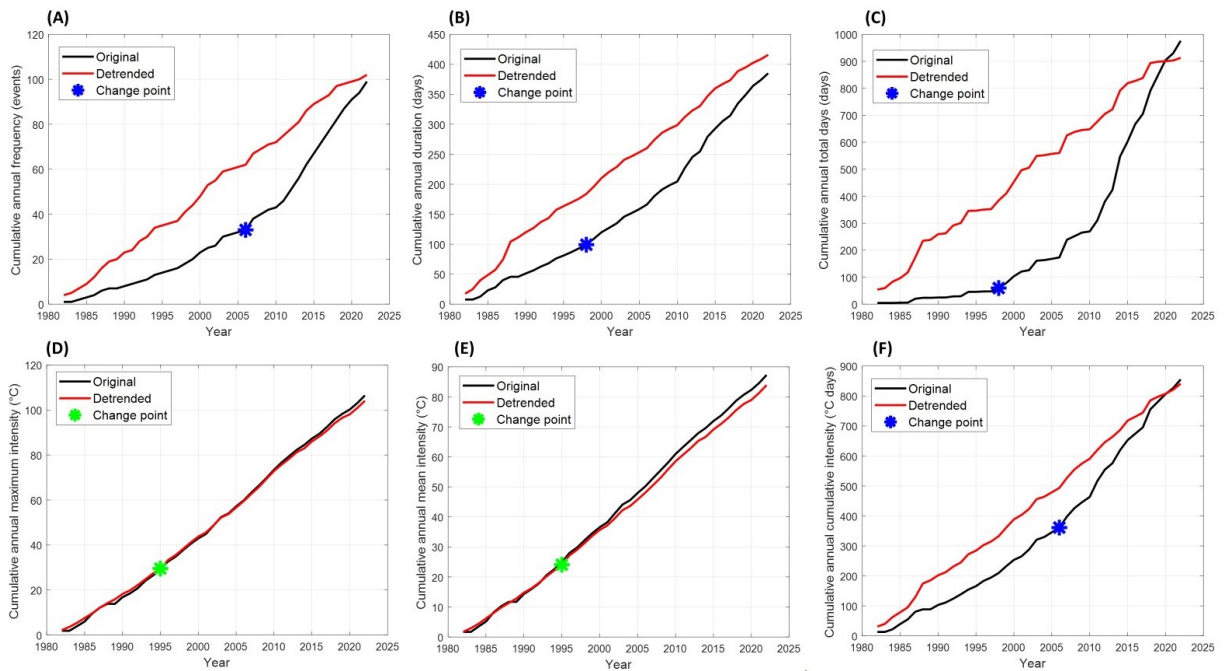 (A)
Cumulative annual frequency (events)
120
100
80
60
40
20
0
Original
Detrended
Change point
1980 1985 1990 1995 2000 2005 2010 2015 2020 2025
Year
(B)
Cumulative annual duration (days)
450
400
350
300
250
200
150
100
50
0
Original
Detrended
Change point
1980 1985 1990 1995 2000 2005 2010 2015 2020 2025
Year
(C)
Cumulative annual total days (days)
1000
900
800
700
600
500
400
300
200
100
0
Original
Detrended
Change point
1980 1985 1990 1995 2000 2005 2010 2015 2020 2025
Year
(D)
Cumulative annual maximum intensity (°C)
120
100
80
60
40
20
0
Original
Detrended
Change point
1980 1985 1990 1995 2000 2005 2010 2015 2020 2025
Year
(E)
Cumulative annual mean intensity (°C)
90
80
70
60
50
40
30
20
10
0
Original
Detrended
Change point
1980 1985 1990 1995 2000 2005 2010 2015 2020 2025
Year
(F)
Cumulative annual cumulative intensity (°C days)
900
800
700
600
500
400
300
200
100
0
Original
Detrended
Change point
1980 1985 1990 1995 2000 2005 2010 2015 2020 2025
Year